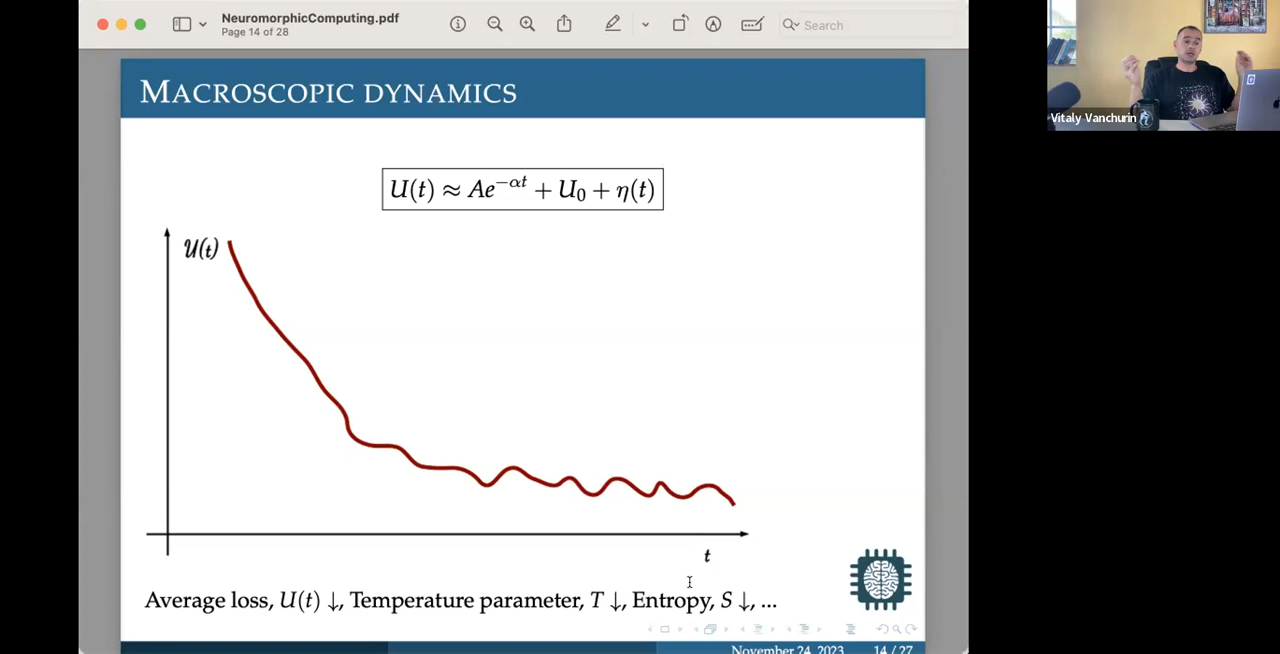 NeuromorphicComputing.pdf
Page 14 of 28
Search
Vitaly Vanchurin
MACROSCOPIC DYNAMICS
U(t) ≈ Ae^{−αt} + U₀ + η(t)
U(t)
t
Average loss, U(t) ↓, Temperature parameter, T ↓, Entropy, S ↓, ...
November 24, 2023 14 / 27